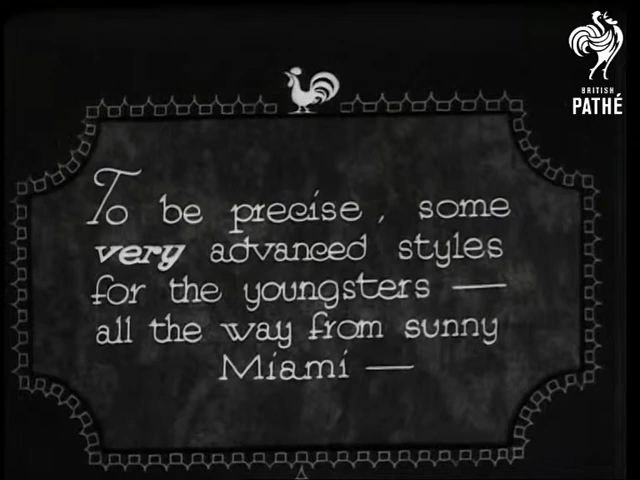 BRITISH
PATHÉ
To be precise, some
very advanced styles
for the youngsters —
all the way from sunny
Miami —